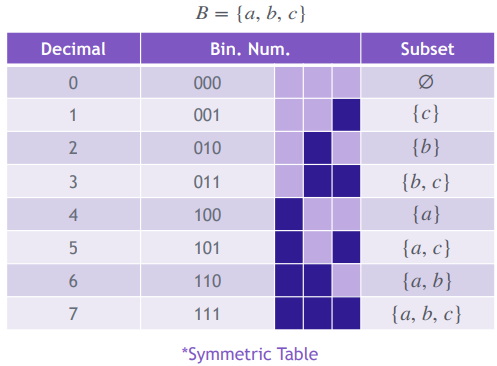 B = {a, b, c}
Decimal Bin. Num. Subset
0 000 ∅
1 001 {c}
2 010 {b}
3 011 {b, c}
4 100 {a}
5 101 {a, c}
6 110 {a, b}
7 111 {a, b, c}
*Symmetric Table